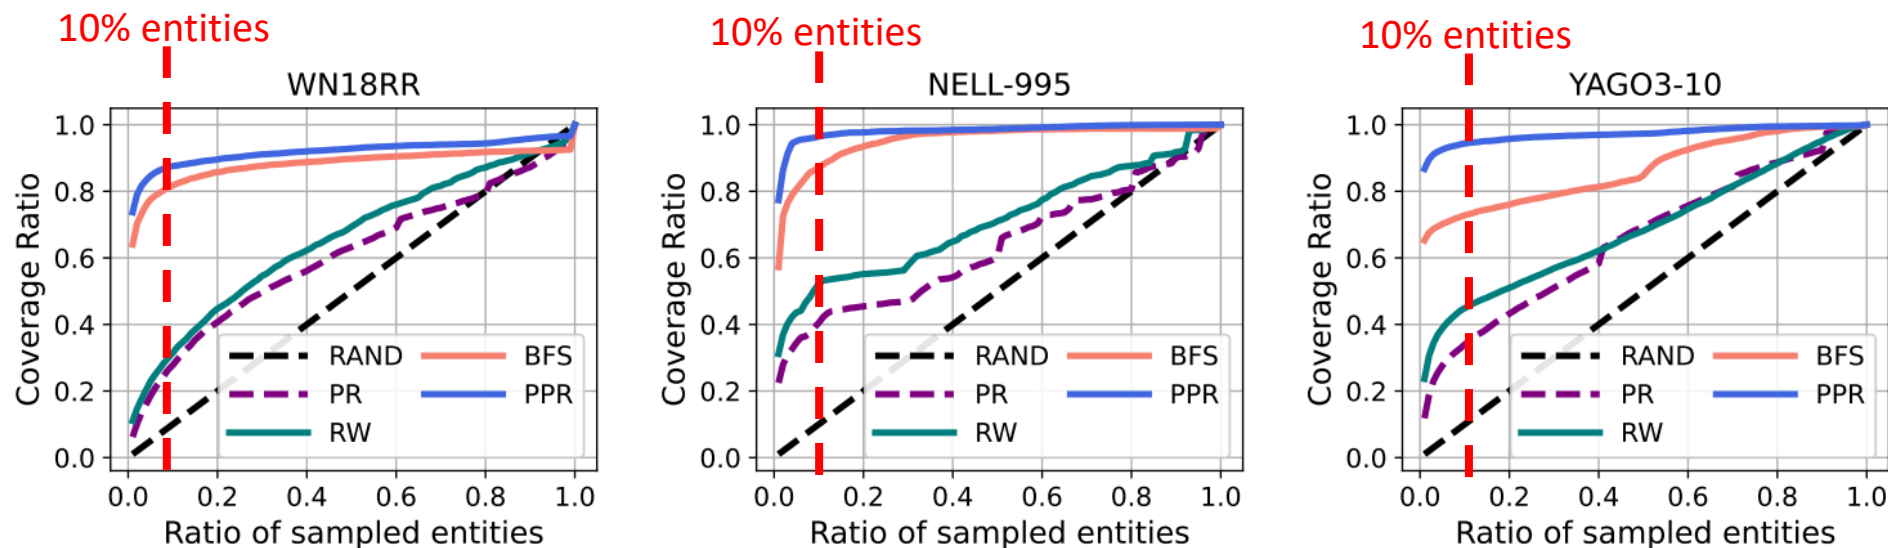 10% entities
WN18RR
Coverage Ratio
1.0
0.8
0.6
0.4
0.2
0.0
RAND
PR
RW
BFS
PPR
0.0 0.2 0.4 0.6 0.8 1.0
Ratio of sampled entities
10% entities
NELL-995
Coverage Ratio
1.0
0.8
0.6
0.4
0.2
0.0
RAND
PR
RW
BFS
PPR
0.0 0.2 0.4 0.6 0.8 1.0
Ratio of sampled entities
10% entities
YAGO3-10
Coverage Ratio
1.0
0.8
0.6
0.4
0.2
0.0
RAND
PR
RW
BFS
PPR
0.0 0.2 0.4 0.6 0.8 1.0
Ratio of sampled entities